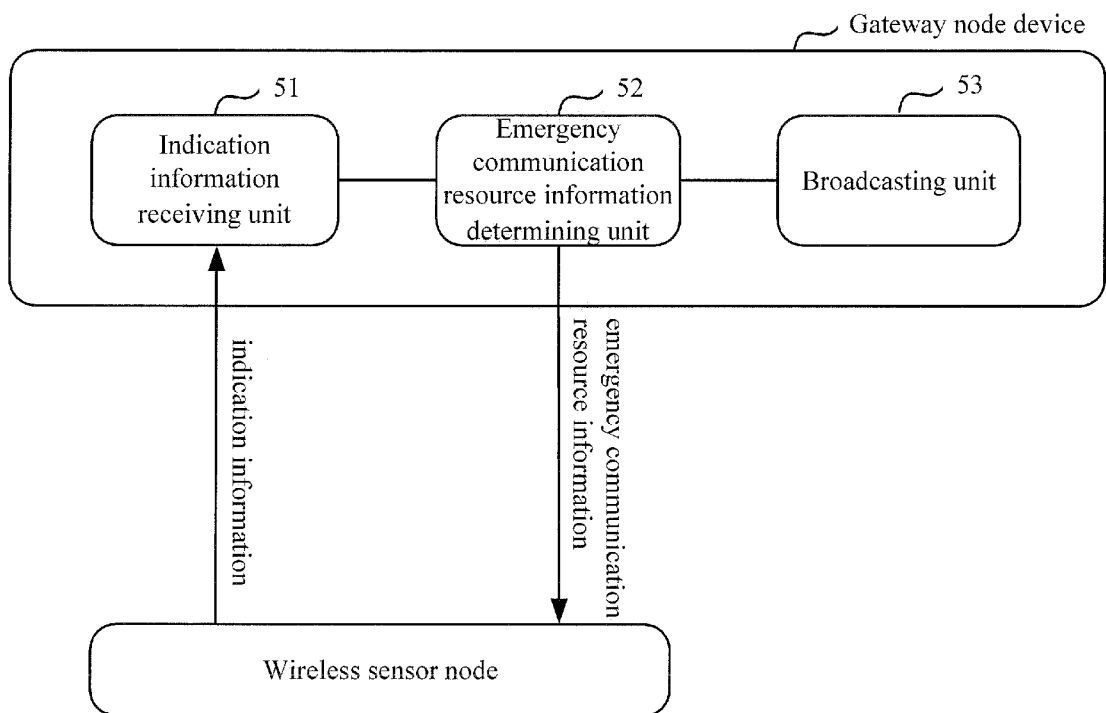 Gateway node device
51
52
53
Indication
information
receiving unit
Emergency
communication
resource information
determining unit
Broadcasting unit
indication information
emergency communication
resource information
Wireless sensor node